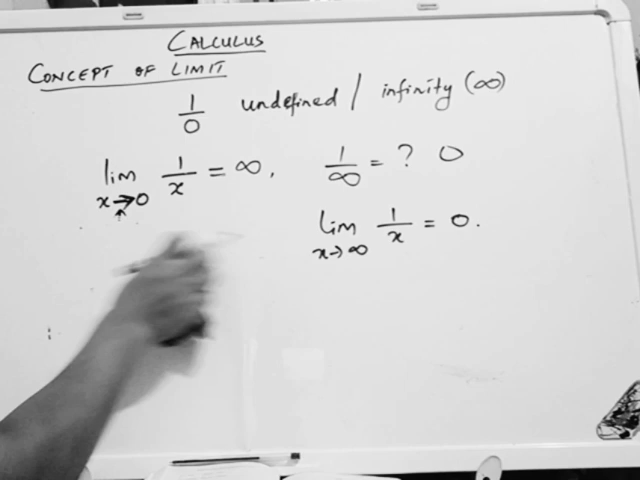 CALCULUS
CONCEPT OF LIMIT
1/0 undefined / infinity (∞)
lim x→0 1/x = ∞, 1/∞ = ? 0
lim x→∞ 1/x = 0.